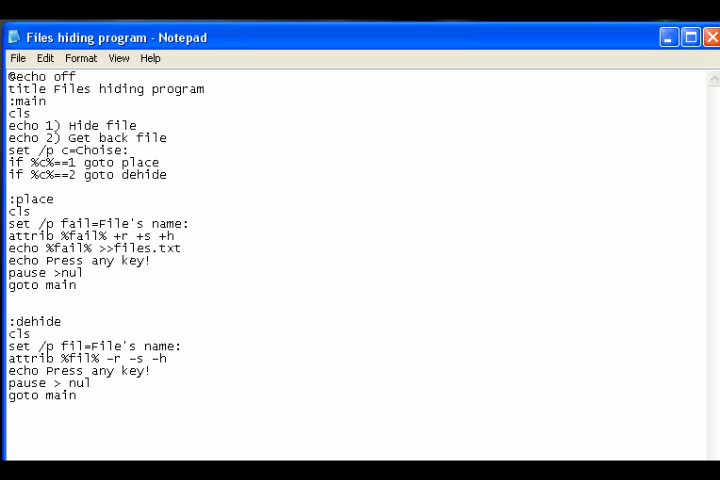 Files hiding program - Notepad
File Edit Format View Help
@echo off
title Files hiding program
:main
cls
echo 1) Hide file
echo 2) Get back file
set /p c=Choise:
if %c%==1 goto place
if %c%==2 goto dehide
:place
cls
set /p fail=File's name:
attrib %fail% +r +s +h
echo %fail% >>files.txt
echo Press any key!
pause >nul
goto main
:dehide
cls
set /p fil=File's name:
attrib %fil% -r -s -h
echo Press any key!
pause > nul
goto main